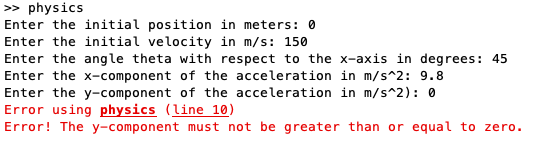 >> physics
Enter the initial position in meters: 0
Enter the initial velocity in m/s: 150
Enter the angle theta with respect to the x-axis in degrees: 45
Enter the x-component of the acceleration in m/s^2: 9.8
Enter the y-component of the acceleration in m/s^2): 0
Error using physics (line 10)
Error! The y-component must not be greater than or equal to zero.